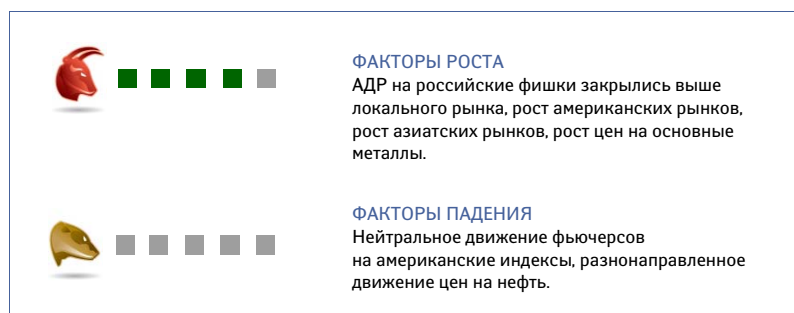 ФАКТОРЫ РОСТА
АДР на российские фишки закрылись выше
локального рынка, рост американских рынков,
рост азиатских рынков, рост цен на основные
металлы.
ФАКТОРЫ ПАДЕНИЯ
Нейтральное движение фьючерсов
на американские индексы, разнонаправленное
движение цен на нефть.